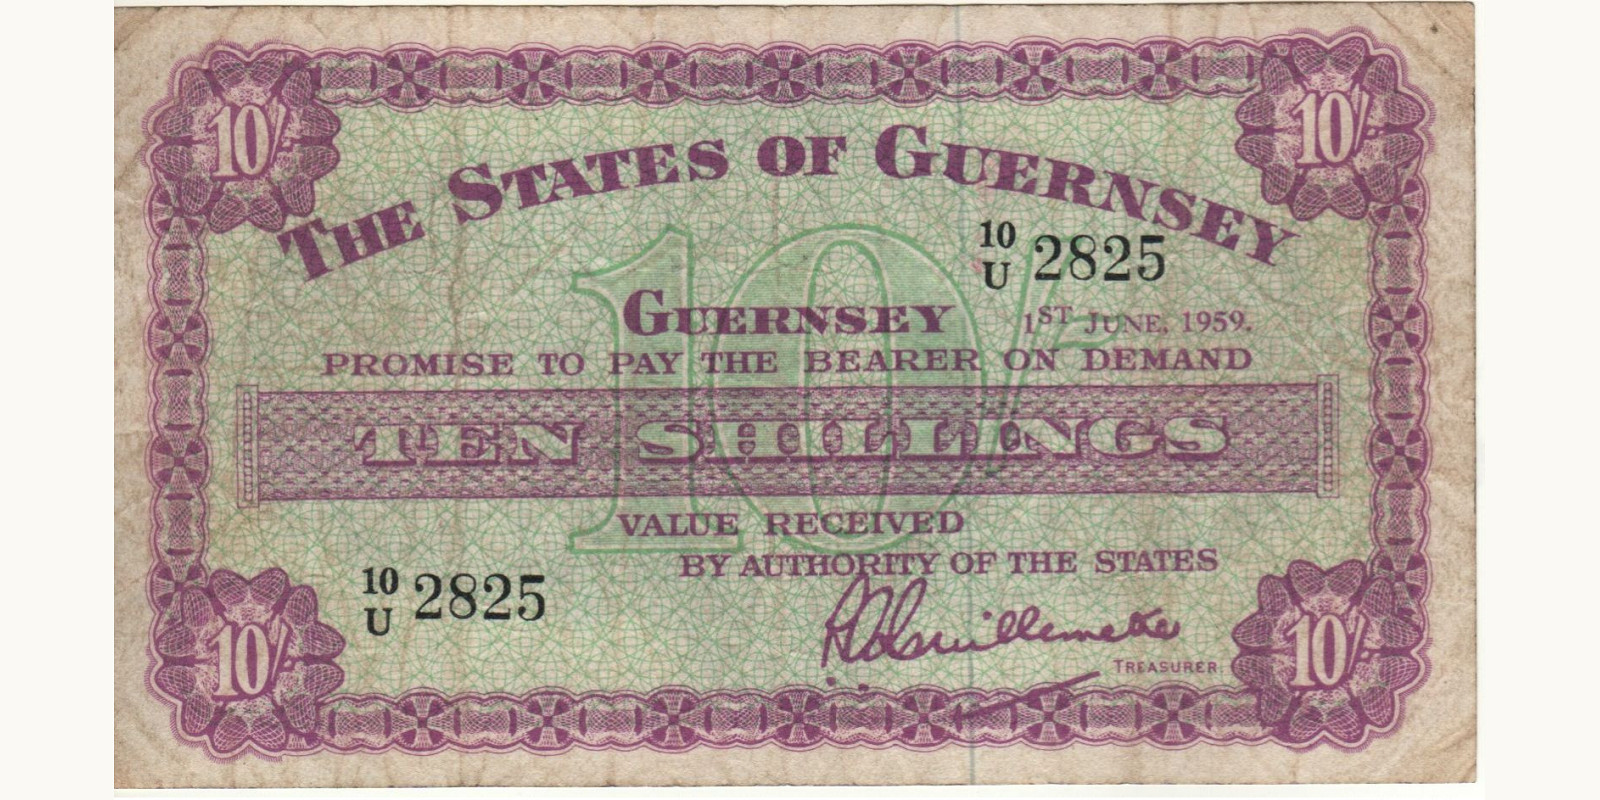 10/- 10/-
THE STATES OF GUERNSEY
10/U 2825
GUERNSEY 1ST JUNE, 1959.
PROMISE TO PAY THE BEARER ON DEMAND
10/-
TEN SHILLINGS
VALUE RECEIVED
BY AUTHORITY OF THE STATES
10/U 2825
TREASURER.
10/- 10/-